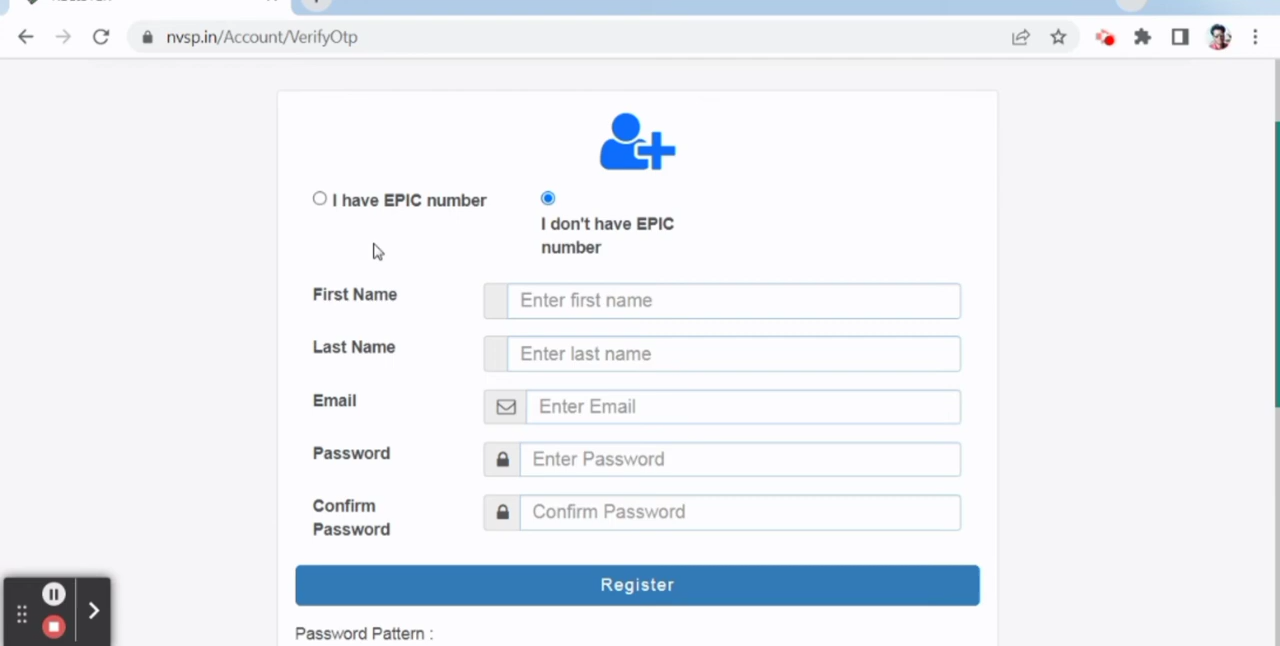 nvsp.in/Account/VerifyOtp
I have EPIC number
I don't have EPIC
number
First Name
Enter first name
Last Name
Enter last name
Email
Enter Email
Password
Enter Password
Confirm
Password
Confirm Password
Register
Password Pattern :